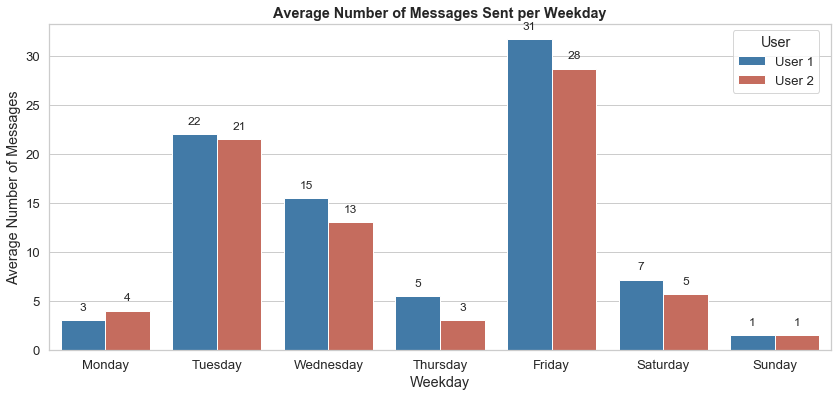 Average Number of Messages Sent per Weekday
Average Number of Messages
30
25
20
15
10
5
0
3
4
22
21
15
13
5
3
31
28
7
5
1
1
User
User 1
User 2
Monday
Tuesday
Wednesday
Thursday
Friday
Saturday
Sunday
Weekday